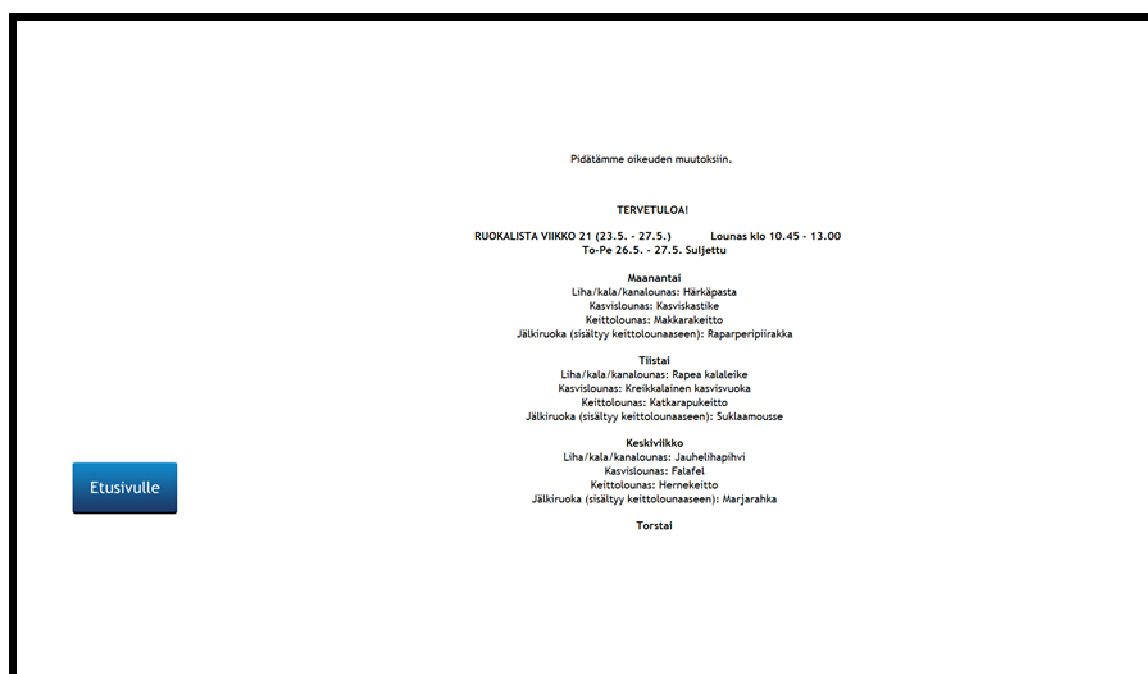 Pidätämme oikeuden muutoksiin.
TERVETULOA!
RUOKALISTA VIIKKO 21 (23.5. - 27.5.) Lounas klo 10.45 - 13.00
To-Pe 26.5. - 27.5. Suljettu
Maanantai
Liha/kala/kanalounas: Härkäpasta
Kasvislounas: Kasviskastike
Keittolounas: Makkarakeitto
Jälkiruoka (sisältyy keittolounaaseen): Raparperipiirakka
Tiistai
Liha/kala/kanalounas: Rapea kalaleike
Kasvislounas: Kreikkalainen kasvisvuoka
Keittolounas: Katkarapukeitto
Jälkiruoka (sisältyy keittolounaaseen): Suklaamousse
Keskiviikko
Liha/kala/kanalounas: Jauhelihapihvi
Kasvislounas: Falafel
Keittolounas: Hernekeitto
Jälkiruoka (sisältyy keittolounaaseen): Marjarahka
Etusivulle
Torstai